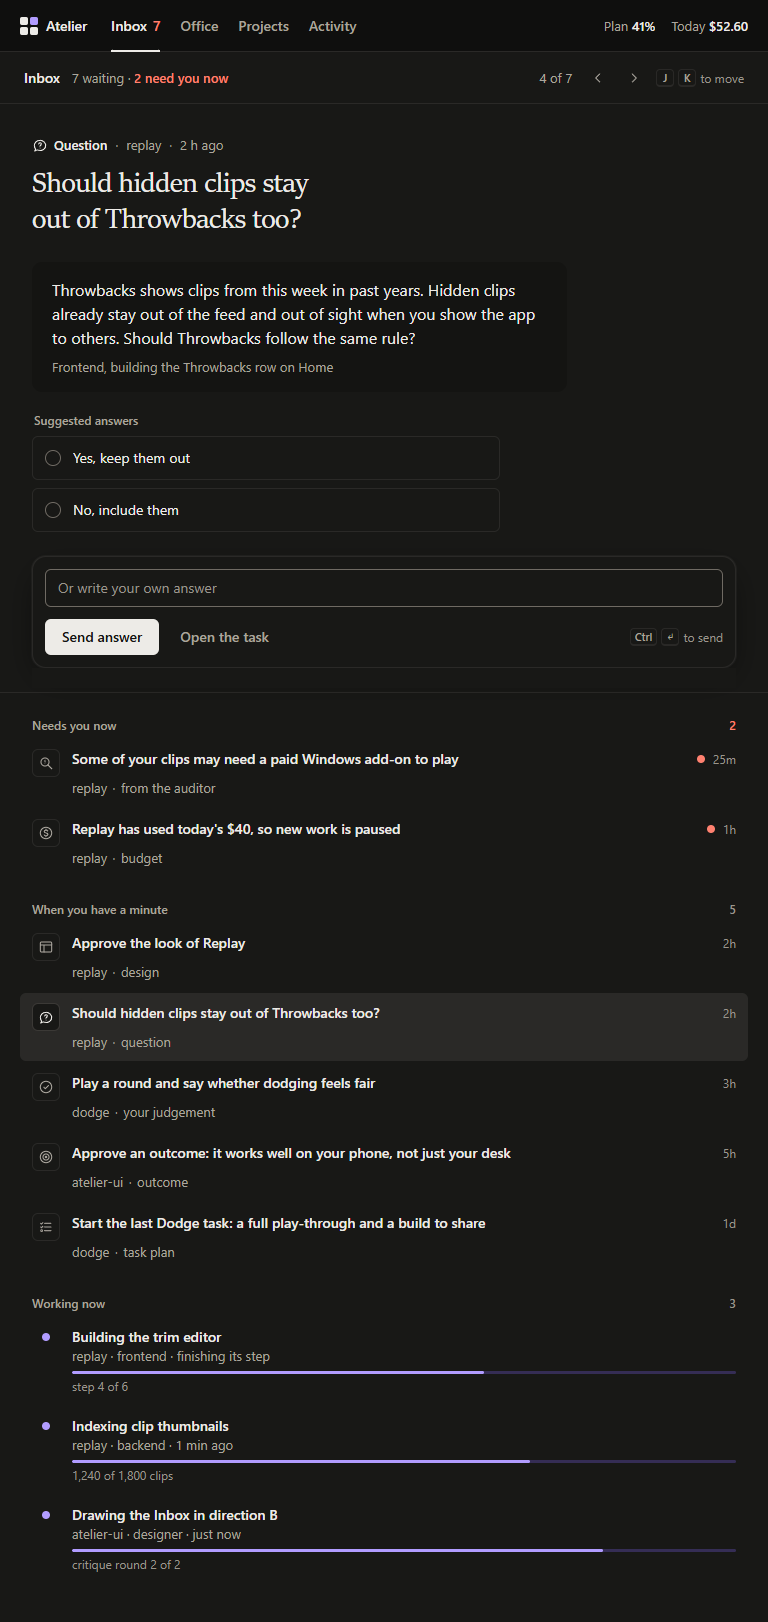 Atelier Inbox 7 Office Projects Activity Plan 41% Today $52.60
Inbox 7 waiting · 2 need you now 4 of 7 J K to move
Question · replay · 2 h ago
Should hidden clips stay
out of Throwbacks too?
Throwbacks shows clips from this week in past years. Hidden clips
already stay out of the feed and out of sight when you show the app
to others. Should Throwbacks follow the same rule?
Frontend, building the Throwbacks row on Home
Suggested answers
Yes, keep them out
No, include them
Or write your own answer
Send answer Open the task Ctrl ↵ to send
Needs you now 2
Some of your clips may need a paid Windows add-on to play 25m
replay · from the auditor
Replay has used today's $40, so new work is paused 1h
replay · budget
When you have a minute 5
Approve the look of Replay 2h
replay · design
Should hidden clips stay out of Throwbacks too? 2h
replay · question
Play a round and say whether dodging feels fair 3h
dodge · your judgement
Approve an outcome: it works well on your phone, not just your desk 5h
atelier-ui · outcome
Start the last Dodge task: a full play-through and a build to share 1d
dodge · task plan
Working now 3
Building the trim editor
replay · frontend · finishing its step
step 4 of 6
Indexing clip thumbnails
replay · backend · 1 min ago
1,240 of 1,800 clips
Drawing the Inbox in direction B
atelier-ui · designer · just now
critique round 2 of 2